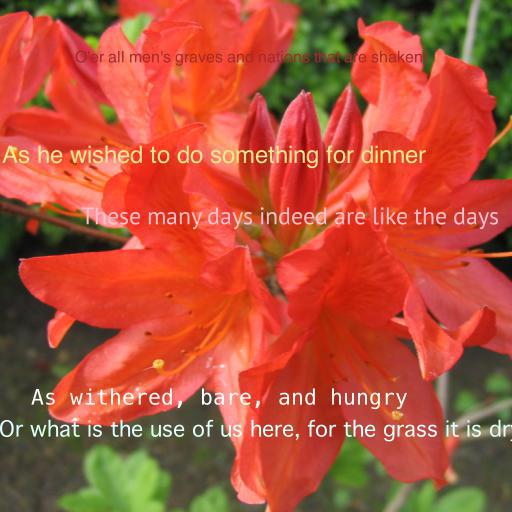 O'er all men's graves and nations that are shaken
As he wished to do something for dinner
These many days indeed are like the days
As withered, bare, and hungry
Or what is the use of us here, for the grass it is dry